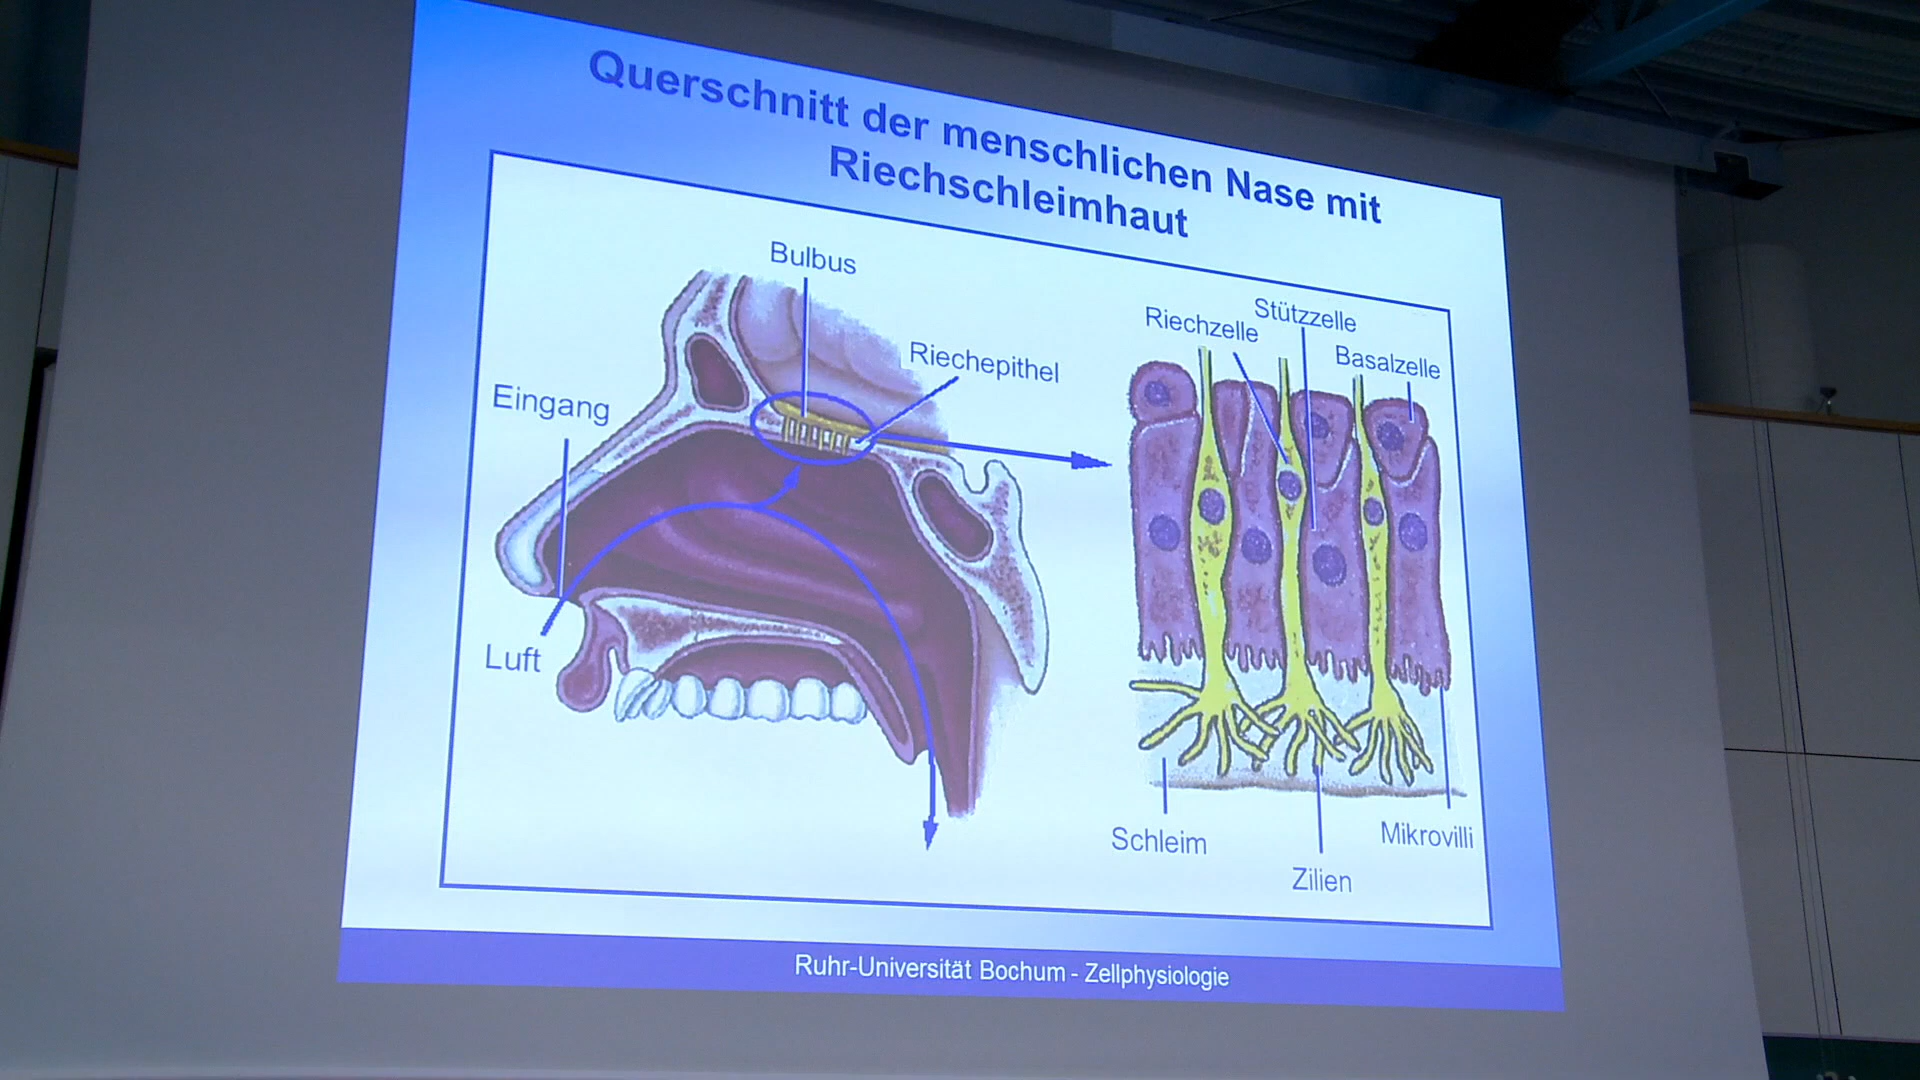 Querschnitt der menschlichen Nase mit
Riechschleimhaut
Bulbus
Riechepithel
Eingang
Luft
Riechzelle
Stützzelle
Basalzelle
Schleim
Zilien
Mikrovilli
Ruhr-Universität Bochum - Zellphysiologie